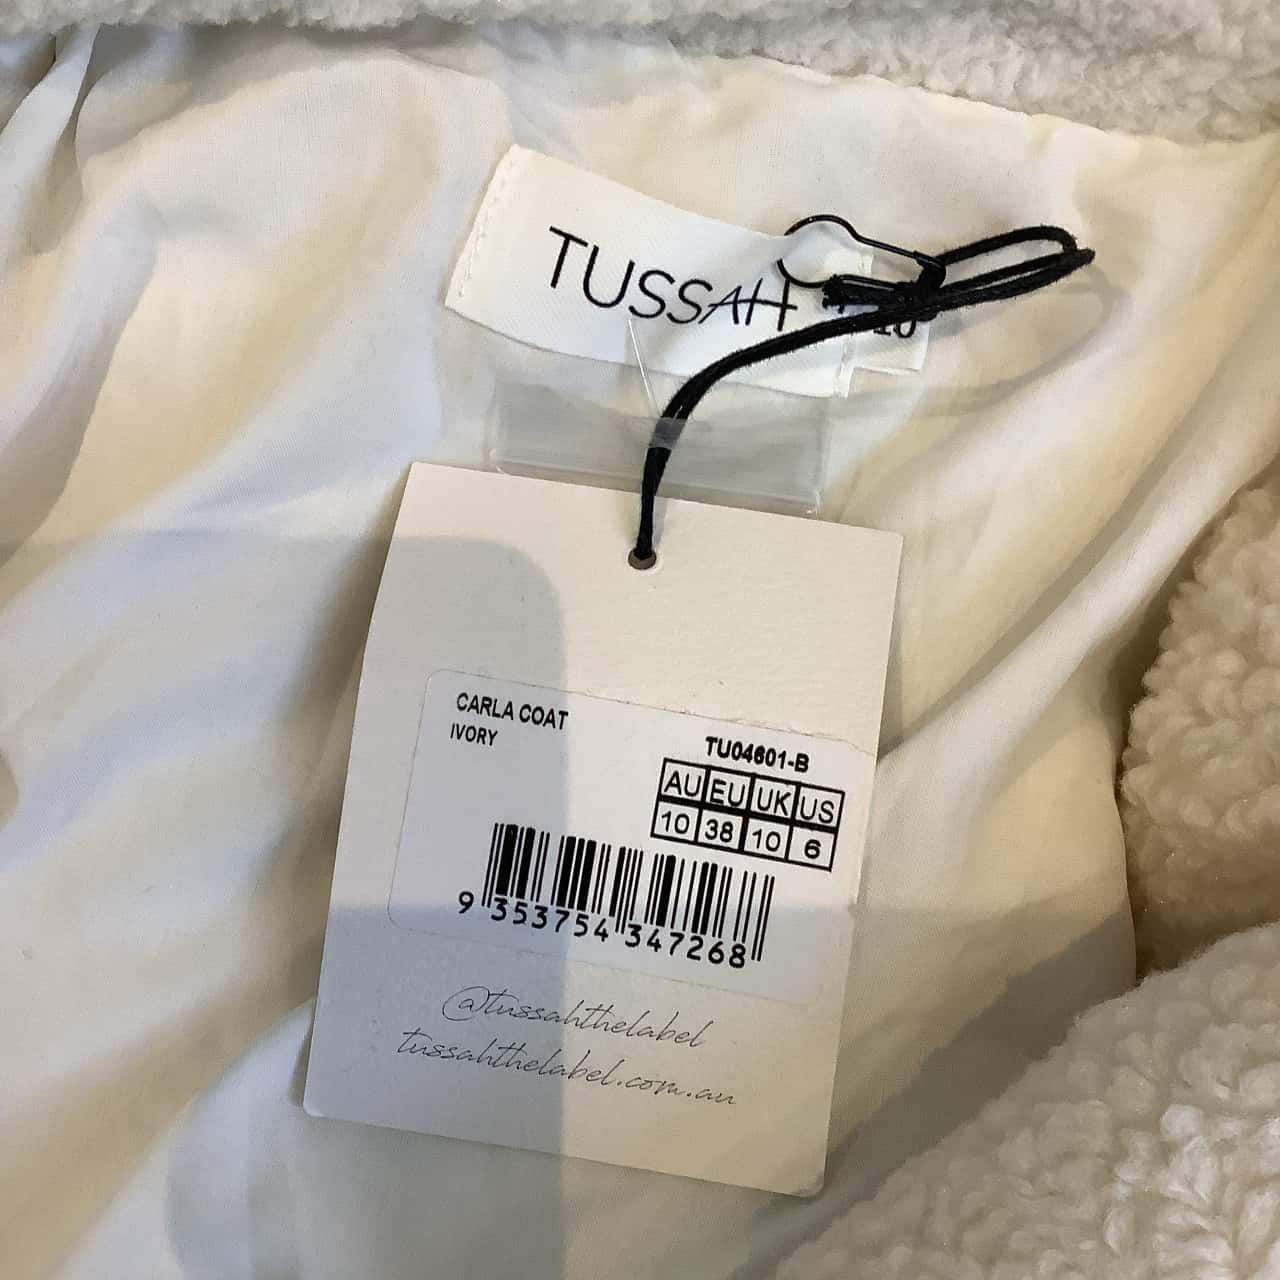 TUSSAH
10
CARLA COAT
IVORY
TU04601-B
AU EU UK US
10 38 10 6
9 353754 347268
@tussahthelabel
tussahthelabel.com.au